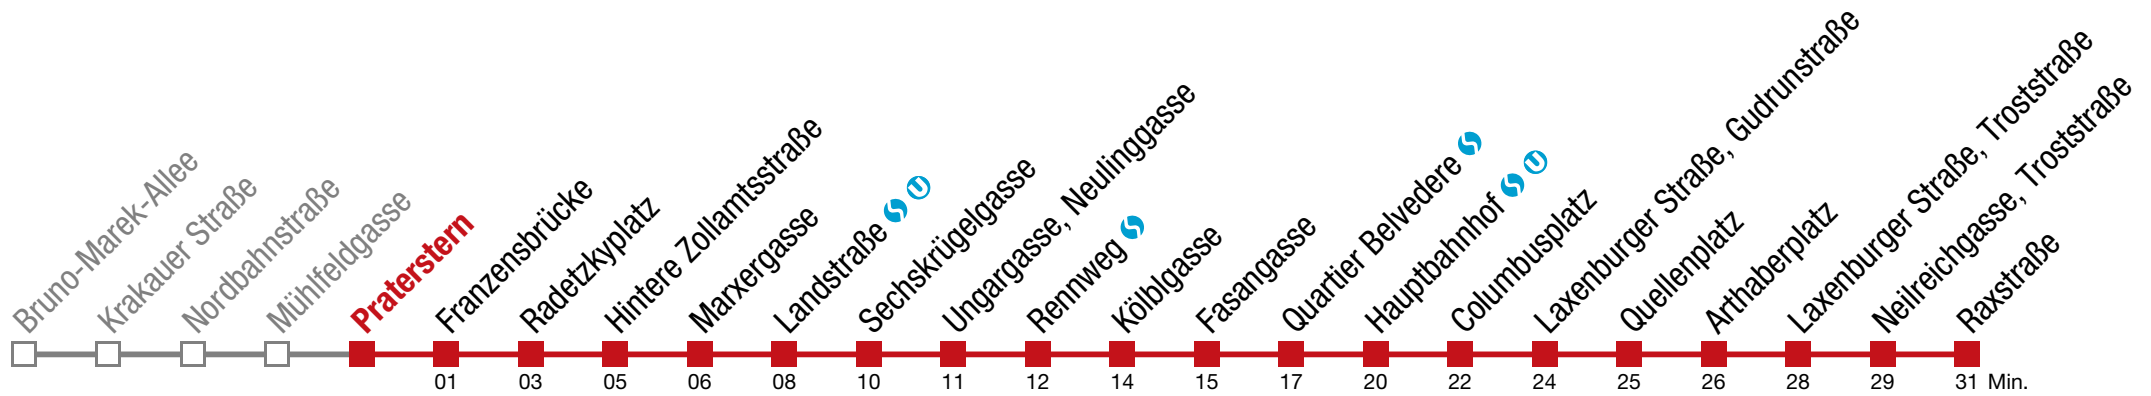 Bruno-Marek-Allee
Krakauer Straße
Nordbahnstraße
Mühlfeldgasse
Praterstern
Franzensbrücke
Radetzkyplatz
Hintere Zollamtsstraße
Marxergasse
Landstraße
Sechskrügelgasse
Ungargasse, Neulinggasse
Rennweg
Kölblgasse
Fasangasse
Quartier Belvedere
Hauptbahnhof U
Columbusplatz
Laxenburger Straße, Gudrunstraße
Quellenplatz
Arthaberplatz
Laxenburger Straße, Troststraße
Neilreichgasse, Troststraße
Raxstraße
01 03 05 06 08 10 11 12 14 15 17 20 22 24 25 26 28 29 31 Min.